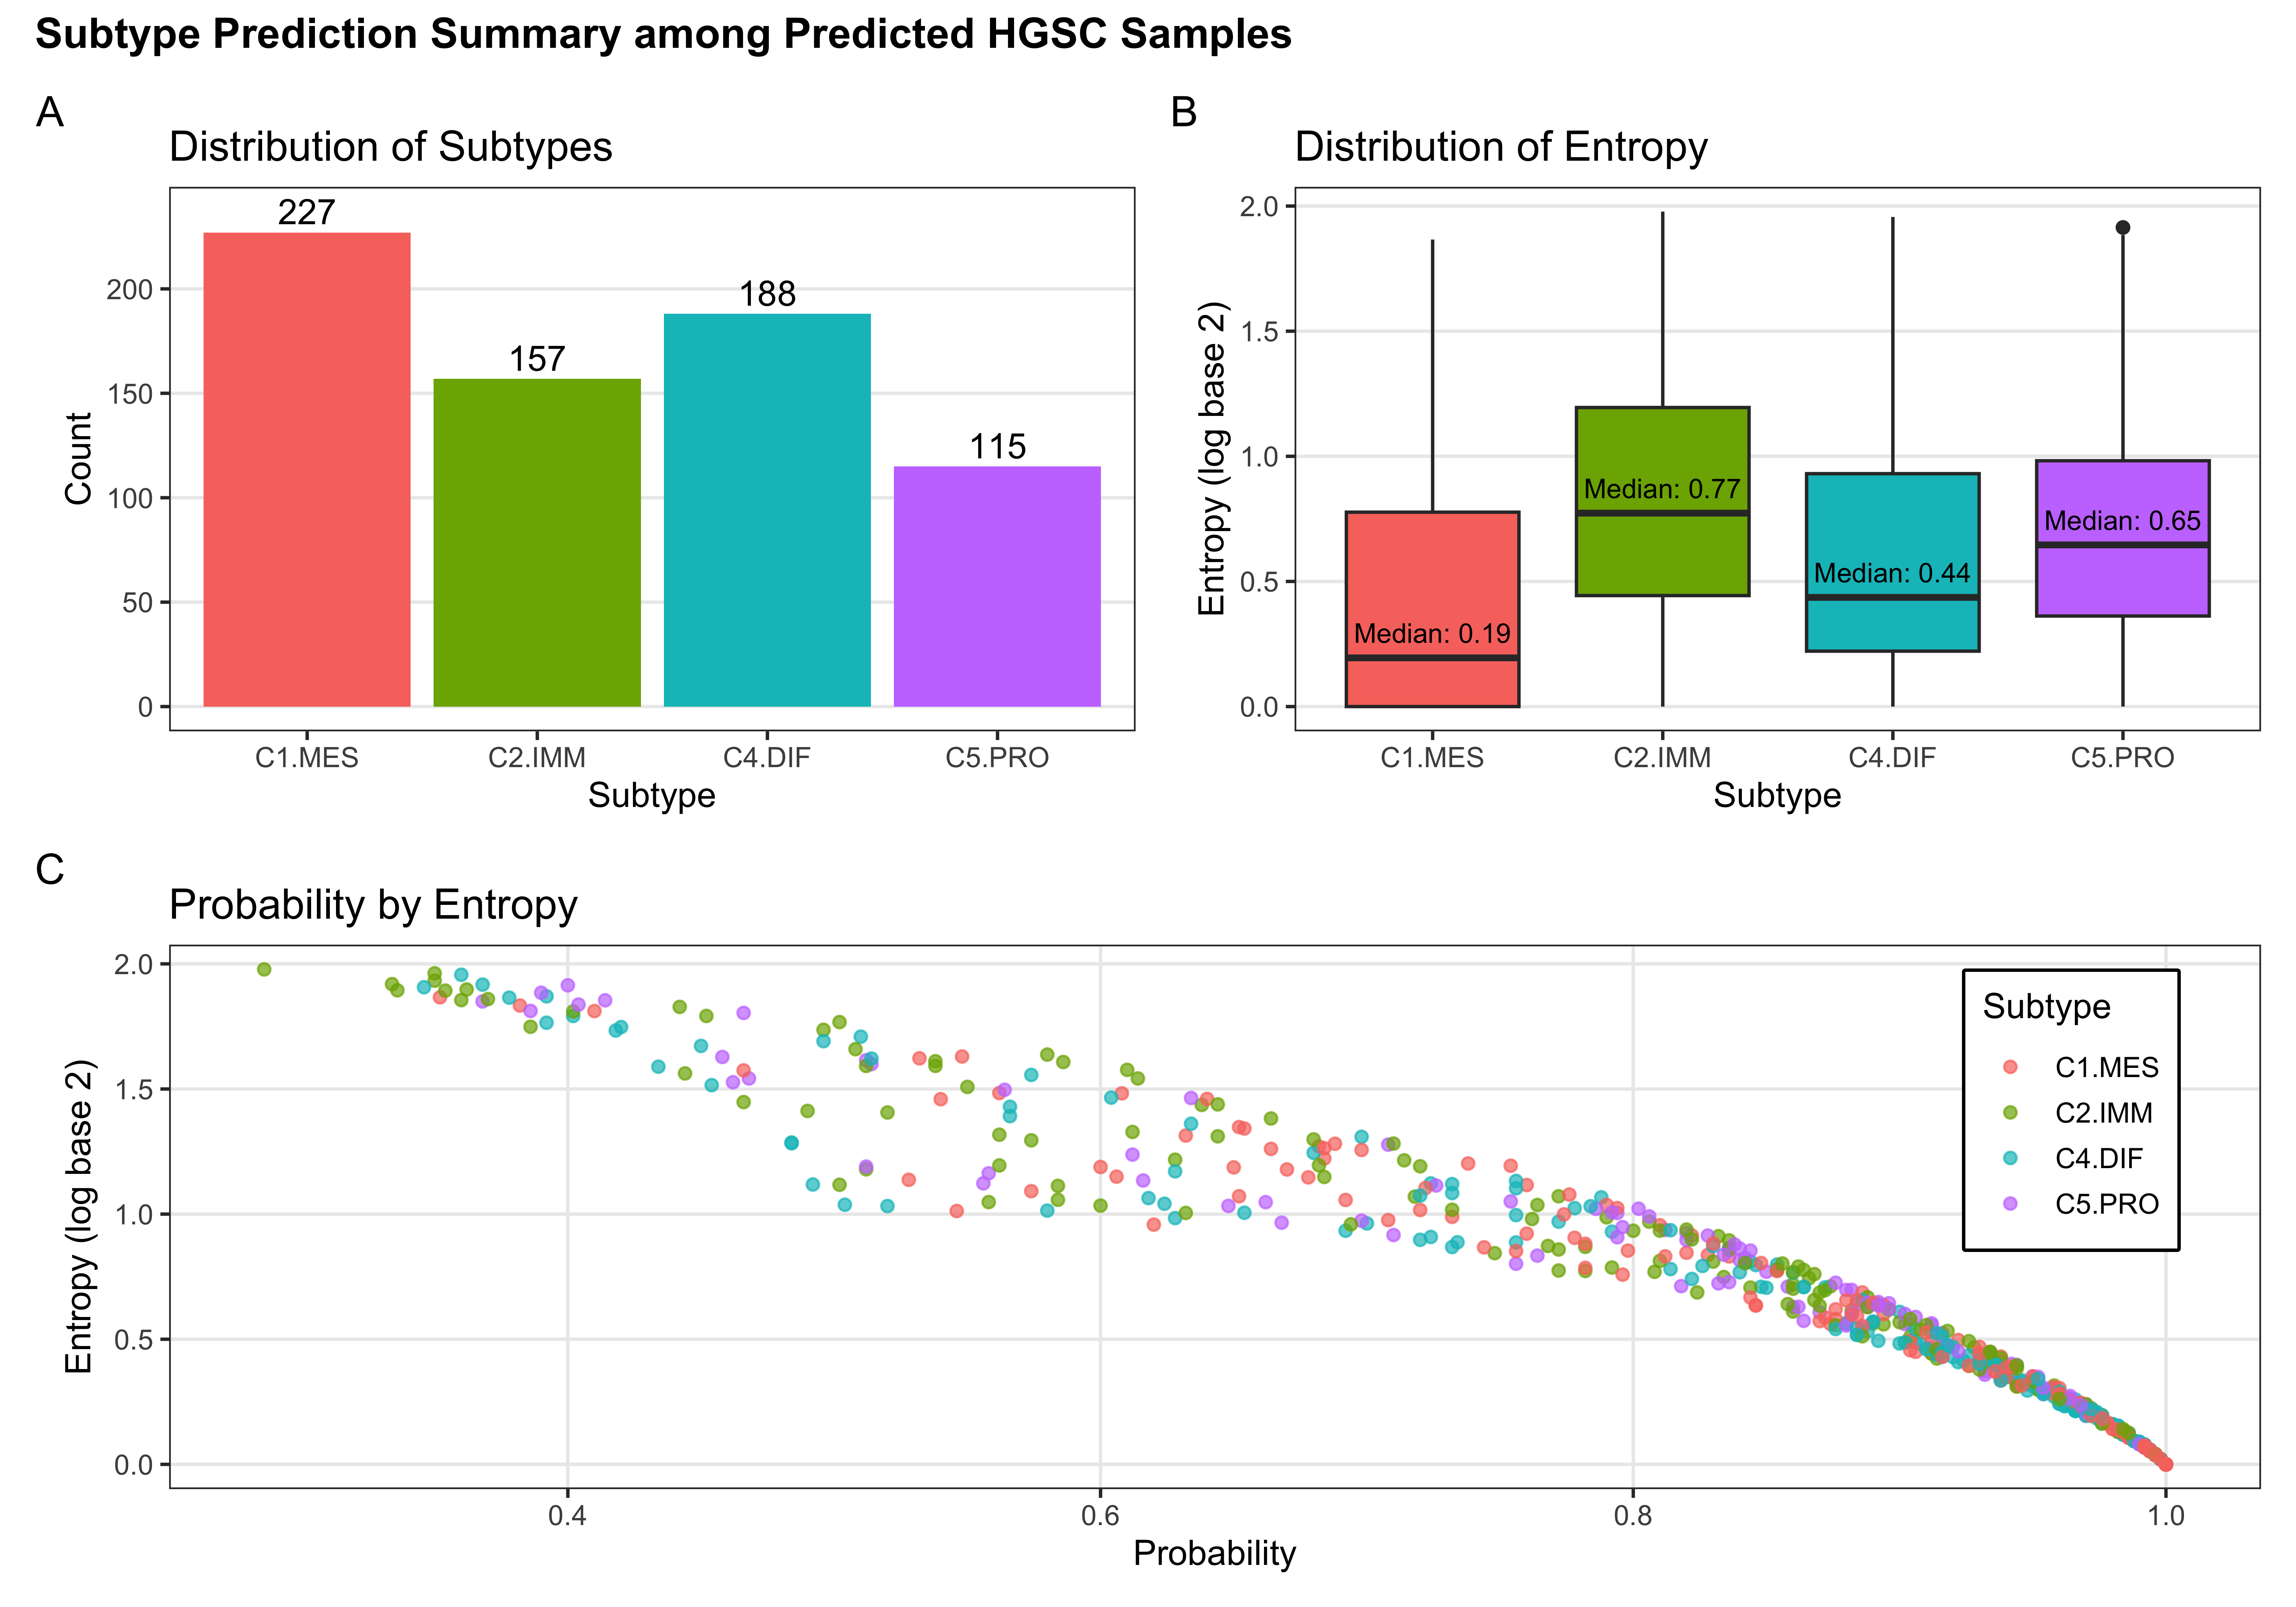 Subtype Prediction Summary among Predicted HGSC Samples
A
Distribution of Subtypes
Count
200
150
100
50
0
227
157
188
115
C1.MES C2.IMM C4.DIF C5.PRO
Subtype
B
Distribution of Entropy
Entropy (log base 2)
2.0
1.5
1.0
0.5
0.0
Median: 0.19
Median: 0.77
Median: 0.44
Median: 0.65
C1.MES C2.IMM C4.DIF C5.PRO
Subtype
C
Probability by Entropy
Entropy (log base 2)
2.0
1.5
1.0
0.5
0.0
Subtype
C1.MES
C2.IMM
C4.DIF
C5.PRO
0.4 0.6 0.8 1.0
Probability